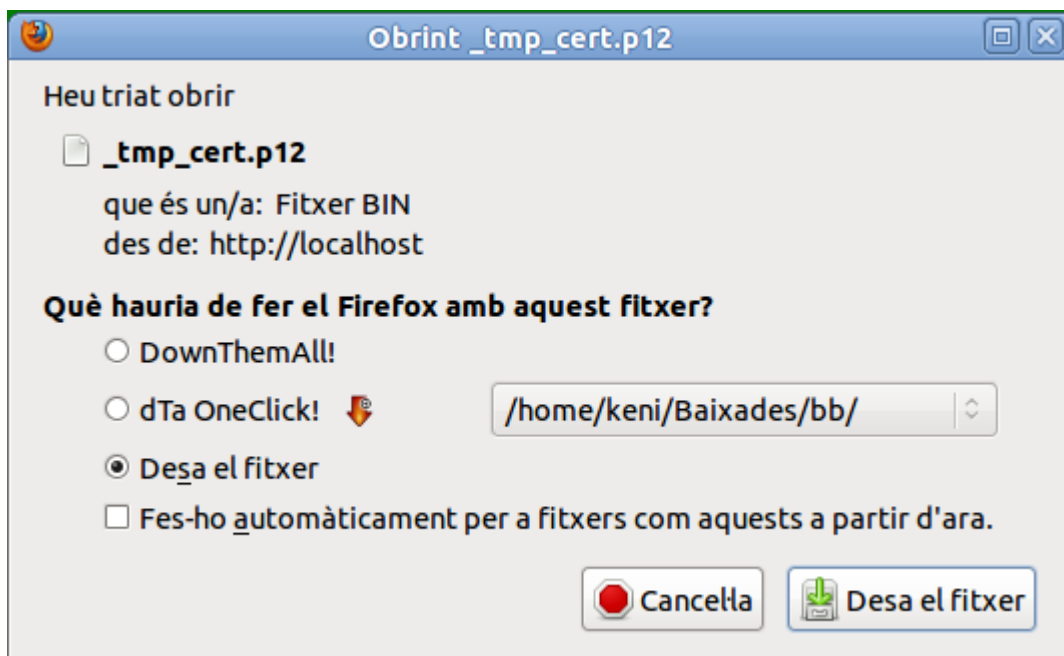 Obrint _tmp_cert.p12
Heu triat obrir
_tmp_cert.p12
que és un/a: Fitxer BIN
des de: http://localhost
Què hauria de fer el Firefox amb aquest fitxer?
DownThemAll!
dTa OneClick! /home/keni/Baixades/bb/
Desa el fitxer
Fes-ho automàticament per a fitxers com aquests a partir d'ara.
Cancel·la Desa el fitxer